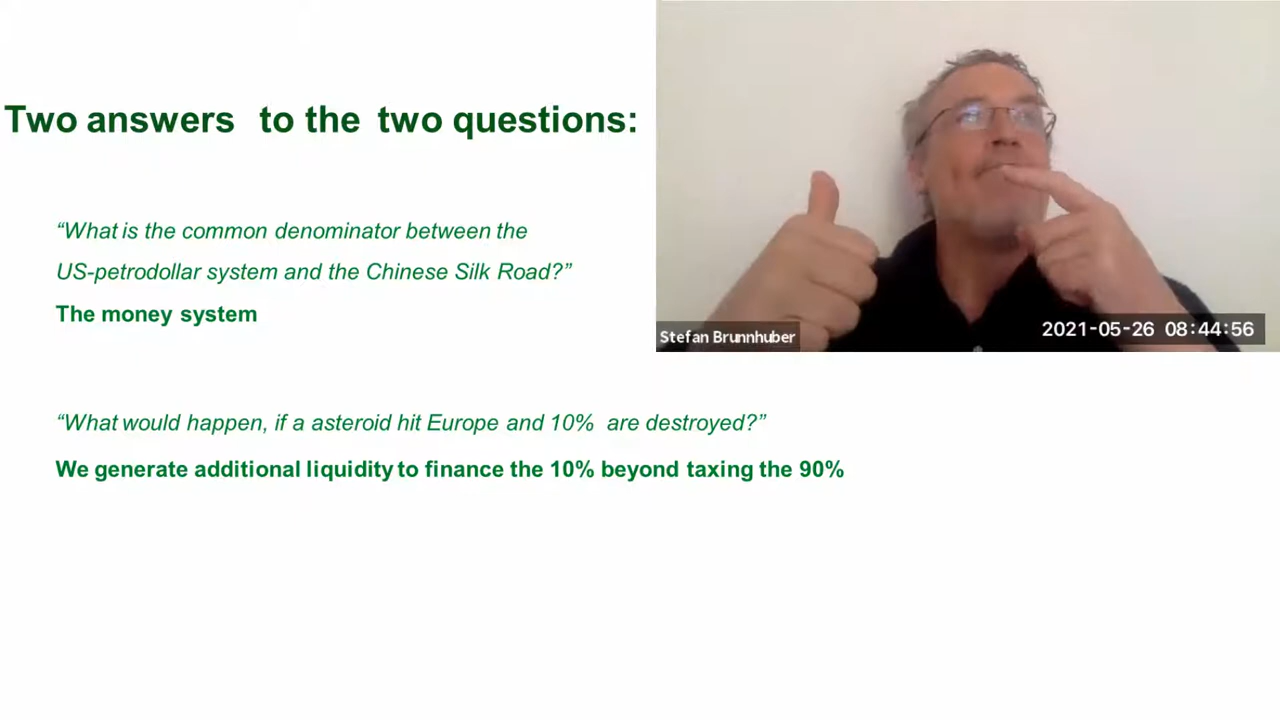 Two answers to the two questions:
“What is the common denominator between the
US-petrodollar system and the Chinese Silk Road?”
The money system
Stefan Brunnhuber
2021-05-26 08:44:56
“What would happen, if a asteroid hit Europe and 10% are destroyed?”
We generate additional liquidity to finance the 10% beyond taxing the 90%